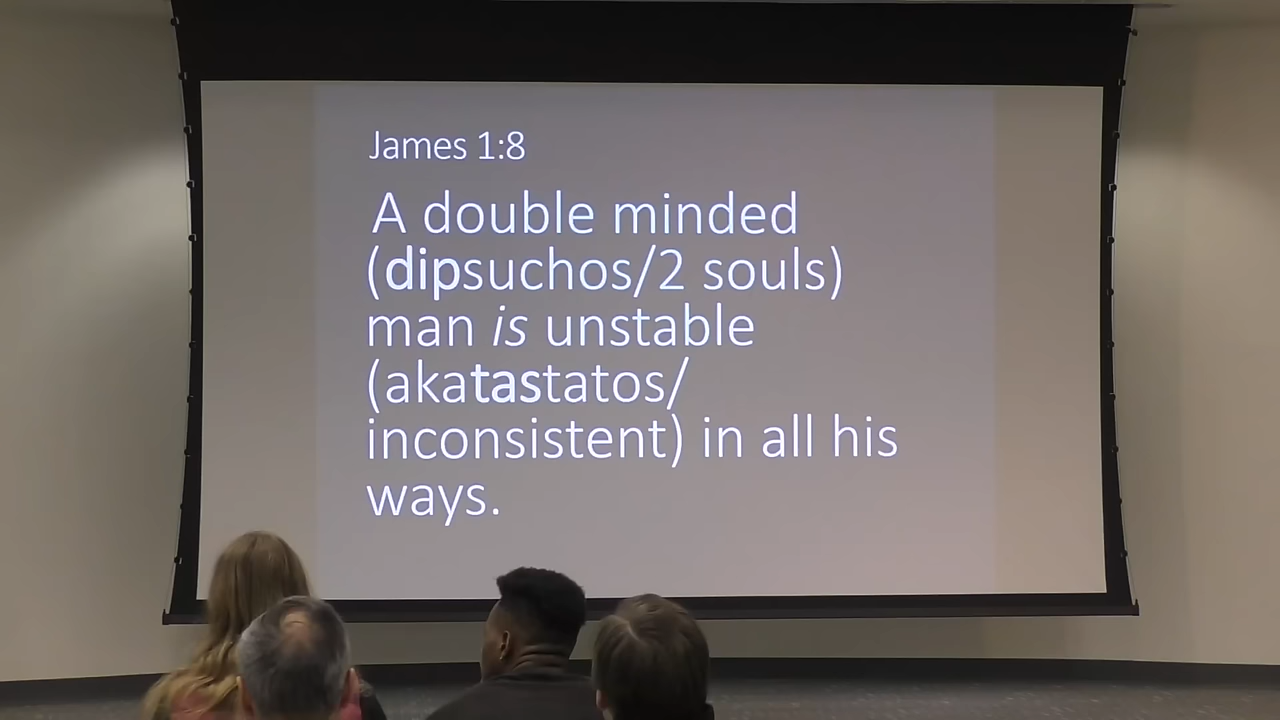 James 1:8
A double minded
(dipsuchos/2 souls)
man is unstable
(akatastatos/
inconsistent) in all his
ways.